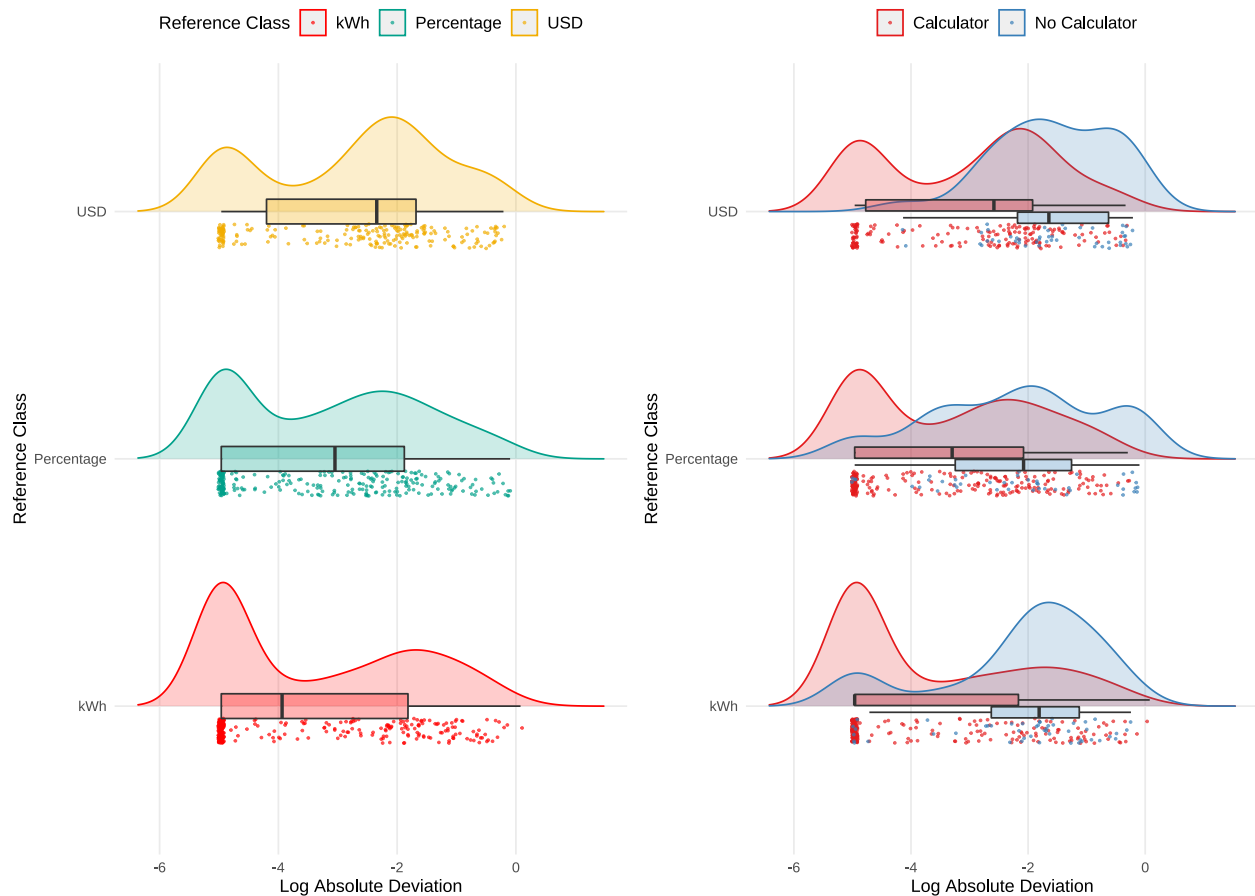 Reference Class kWh Percentage USD
Calculator No Calculator
USD
Percentage
kWh
Reference Class
-6 -4 -2 0
Log Absolute Deviation
USD
Percentage
kWh
Reference Class
-6 -4 -2 0
Log Absolute Deviation